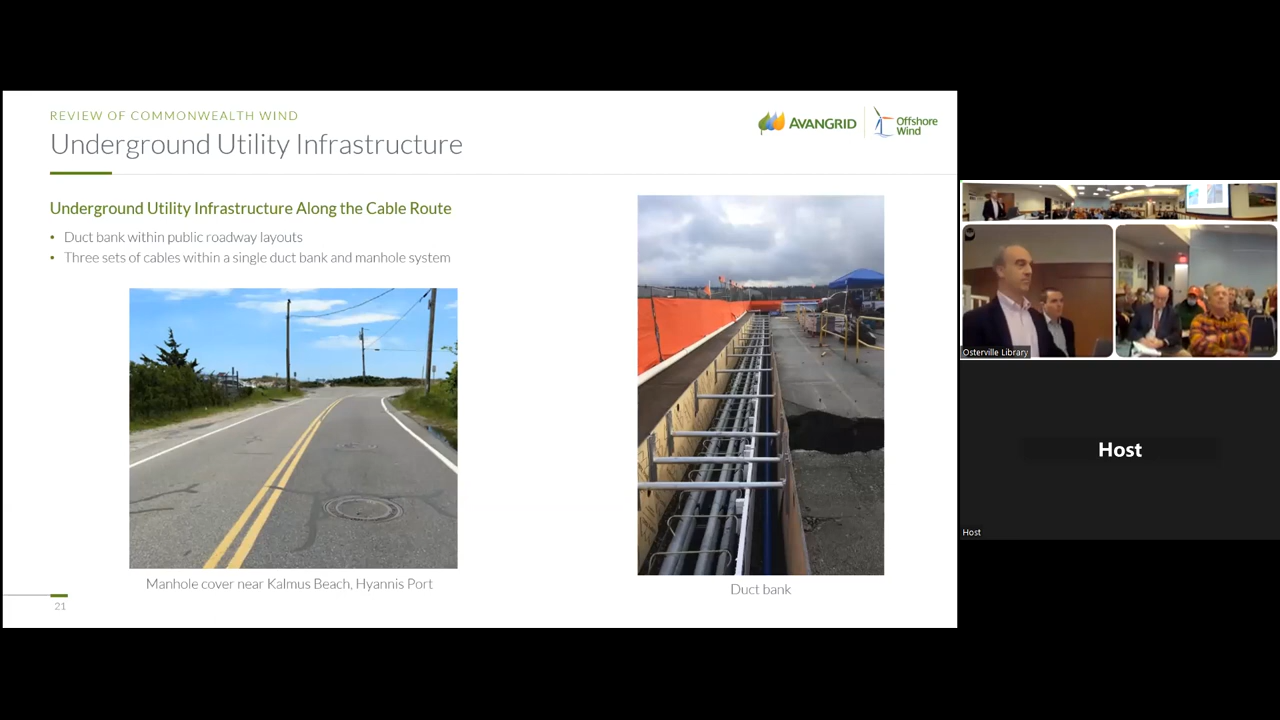 REVIEW OF COMMONWEALTH WIND
Underground Utility Infrastructure
AVANGRID
Offshore
Wind
Underground Utility Infrastructure Along the Cable Route
• Duct bank within public roadway layouts
• Three sets of cables within a single duct bank and manhole system
Manhole cover near Kalmus Beach, Hyannis Port
Duct bank
21
Osterville Library
Host
Host